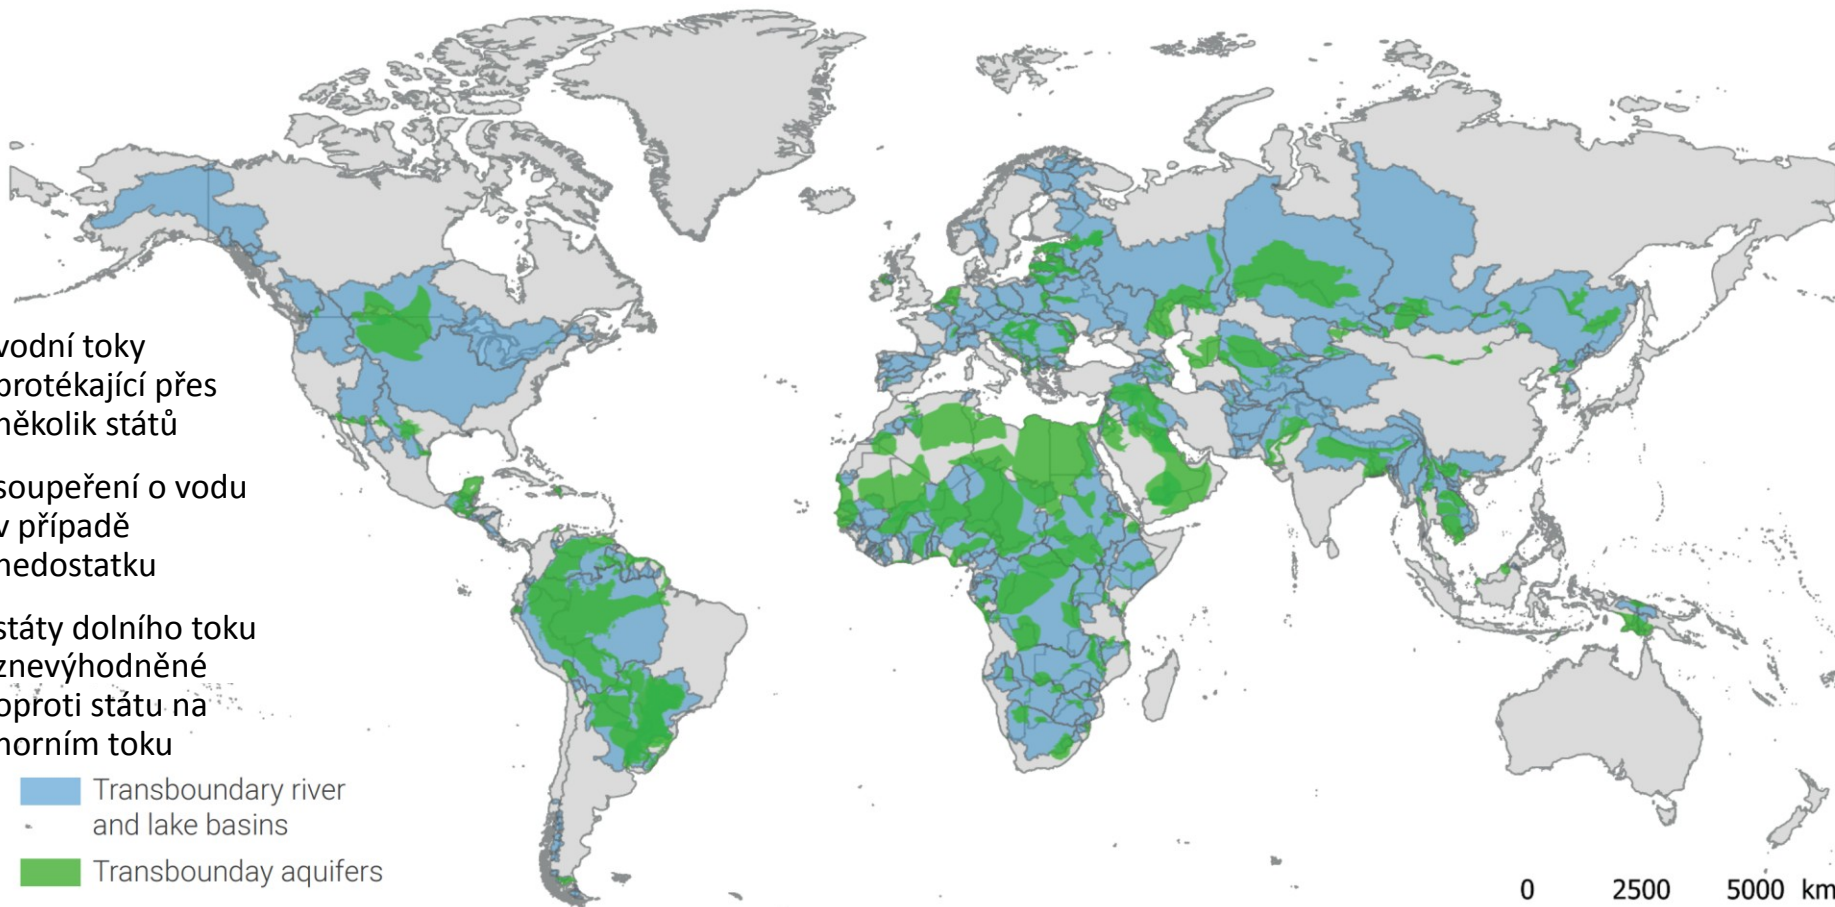 vodní toky
protékající přes
několik států
soupeření o vodu
v případě
nedostatku
státy dolního toku
znevýhodněné
oproti státu na
horním toku
Transboundary river
and lake basins
Transbounday aquifers
0 2500 5000 km